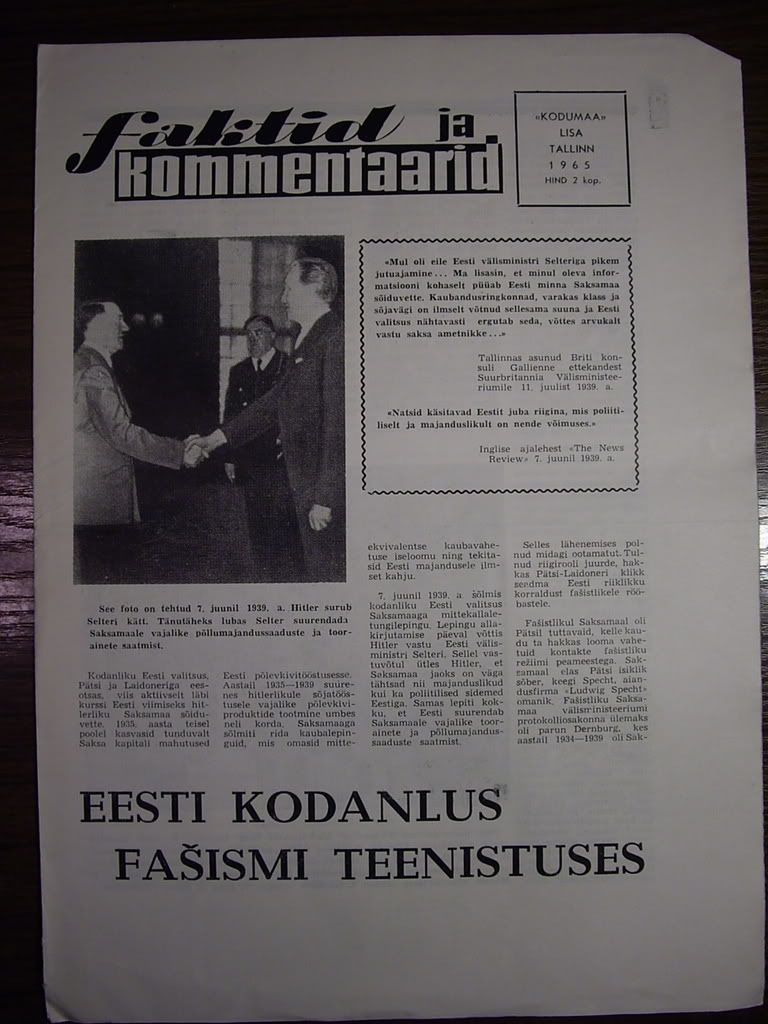 faktid ja
kommentaarid
«KODUMAA»
LISA
TALLINN
1965
HIND 2 kop.
«Mul oli eile Eesti välisministri Selteriga pikem
jutuajamine... Ma lisasin, et minul oleva infor-
matsiooni kohaselt püüab Eesti minna Saksamaa
sõiduvette. Kaubandusringkonnad, varakas klass ja
sõjavägi on ilmselt võtnud sellesama suuna ja Eesti
valitsus nähtavasti ergutab seda, võttes arvukalt
vastu saksa ametnikke...»
Tallinnas asunud Briti kon-
suli Gallienne ettekandest
Suurbritannia Välisministee-
riumile 11. juulist 1939. a.
«Natsid käsitavad Eestit juba riigina, mis poliiti-
liselt ja majanduslikult on nende võimuses.»
Inglise ajalehest «The News
Review» 7. juunil 1939. a.
See foto on tehtud 7. juunil 1939. a. Hitler surub
Selteri kätt. Tänutäheks lubas Selter suurendada
Saksamaale vajalike põllumajandussaaduste ja toor-
ainete saatmist.
Kodanliku Eesti valitsus,
Pätsi ja Laidoneriga ees-
otsas, viis aktiivselt läbi
kurssi Eesti viimiseks hit-
lerliku Saksamaa sõidu-
vette. 1935. aasta teisel
poolel kasvasid tunduvalt
Saksa kapitali mahutused
Eesti põlevkivitööstusesse.
Aastail 1935—1939 suure-
nes hitlerlikule sõjatöös-
tusele vajalike põlevkivi-
produktide tootmine umbes
neli korda. Saksamaaga
sõlmiti rida kaubalepin-
guid, mis omasid mitte-
ekvivalentse kaubavahe-
tuse iseloomu ning tekita-
sid Eesti majandusele ilm-
set kahju.
7. juunil 1939. a sõlmis
kodanliku Eesti valitsus
Saksamaaga mittekallale-
tungilepingu. Lepingu alla-
kirjutamise päeval võttis
Hitler vastu Eesti välis-
ministri Selteri. Sellel vas-
tuvõtul ütles Hitler, et
Saksamaa jaoks on väga
tähtsad nii majanduslikud
kui ka poliitilised sidemed
Eestiga. Samas lepiti kok-
ku, et Eesti suurendab
Saksamaale vajalike toor-
ainete ja põllumajandus-
saaduste saatmist.
Selles lähenemises pol-
nud midagi ootamatut. Tul-
nud riigirooli juurde, hak-
kas Pätsi-Laidoneri klikk
seadma Eesti riiklikku
korraldust fašistlikele röö-
bastele.
Fašistlikul Saksamaal oli
Pätsil tuttavaid, kelle kau-
du ta hakkas looma vahe-
tuid kontakte fašistliku
režiimi peameestega. Sak-
samaal elas Pätsi isiklik
sõber, keegi Specht, aian-
dusfirma «Ludwig Specht»
omanik. Fašistliku Saksa-
maa välisministeeriumi
protokolliosakonna ülemaks
oli parun Dernburg, kes
aastail 1934—1939 oli Sak-
EESTI KODANLUS
FAŠISMI TEENISTUSES